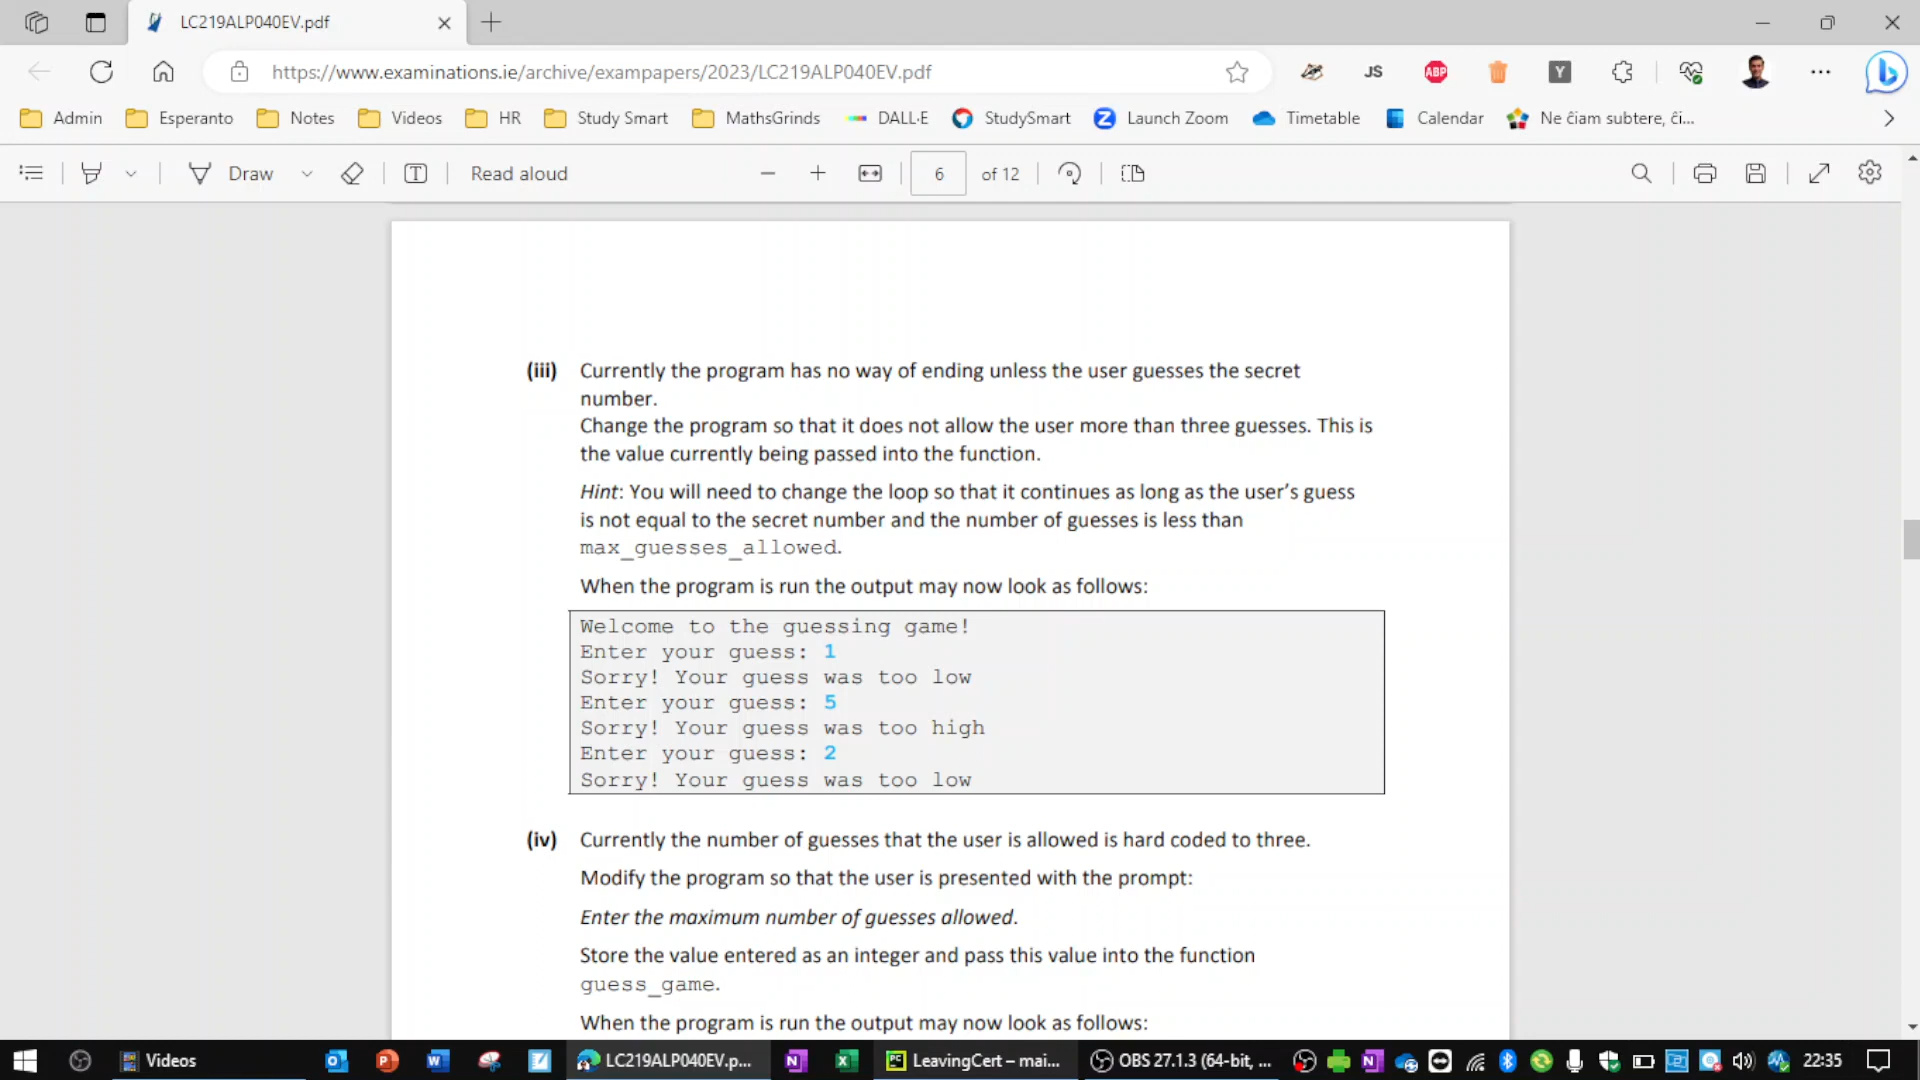 LC219ALP040EV.pdf
https://www.examinations.ie/archive/exampapers/2023/LC219ALP040EV.pdf
JS
ABP
Y
Admin
Esperanto
Notes
Videos
HR
Study Smart
MathsGrinds
DALL·E
StudySmart
Launch Zoom
Timetable
Calendar
Ne ĉiam subtere, ĉi...
Draw
Read aloud
6
of 12
(iii) Currently the program has no way of ending unless the user guesses the secret
number.
Change the program so that it does not allow the user more than three guesses. This is
the value currently being passed into the function.
Hint: You will need to change the loop so that it continues as long as the user's guess
is not equal to the secret number and the number of guesses is less than
max_guesses_allowed.
When the program is run the output may now look as follows:
Welcome to the guessing game!
Enter your guess: 1
Sorry! Your guess was too low
Enter your guess: 5
Sorry! Your guess was too high
Enter your guess: 2
Sorry! Your guess was too low
(iv) Currently the number of guesses that the user is allowed is hard coded to three.
Modify the program so that the user is presented with the prompt:
Enter the maximum number of guesses allowed.
Store the value entered as an integer and pass this value into the function
guess_game.
When the program is run the output may now look as follows:
Videos
LC219ALP040EV.p...
LeavingCert – mai...
OBS 27.1.3 (64-bit, ...
22:35